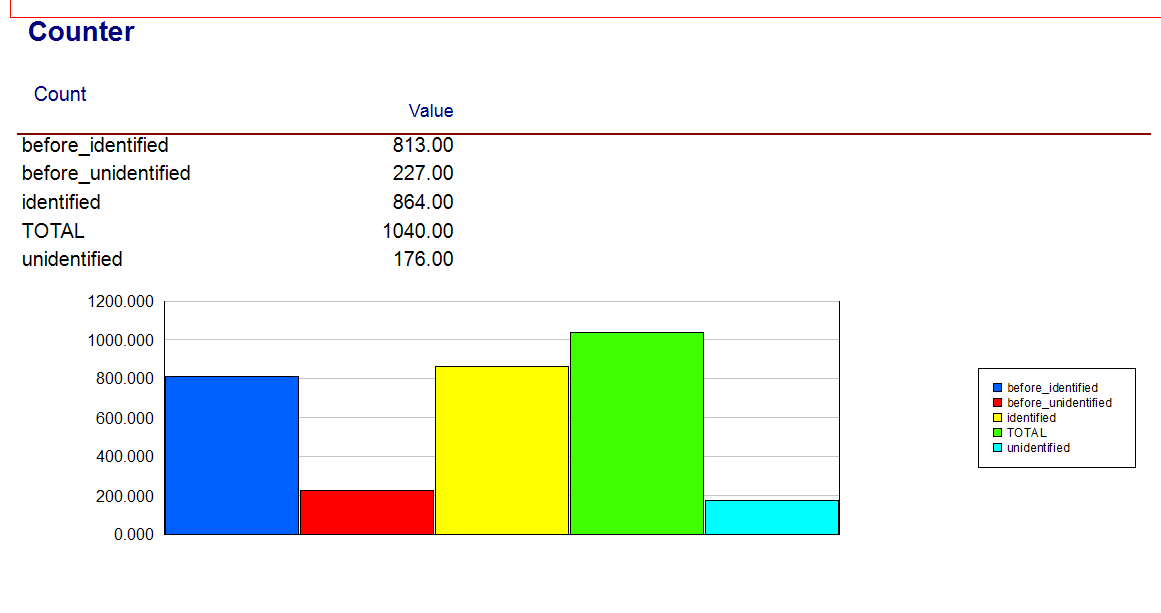 Counter
Count
Value
before_identified 813.00
before_unidentified 227.00
identified 864.00
TOTAL 1040.00
unidentified 176.00
1200.000
1000.000
800.000
600.000
400.000
200.000
0.000
before_identified
before_unidentified
identified
TOTAL
unidentified